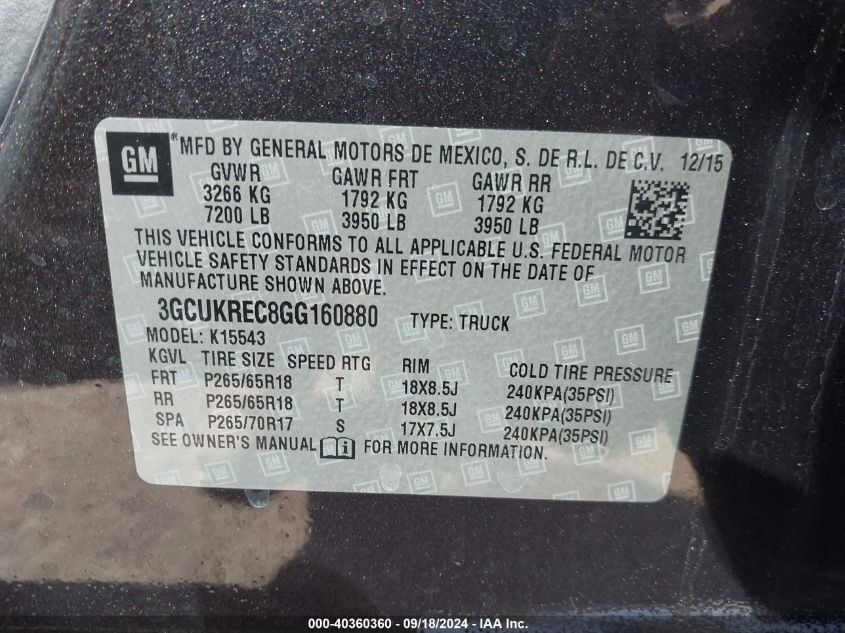 GM ® MFD BY GENERAL MOTORS DE MEXICO, S. DE R.L. DE C.V. 12/15
GVWR GAWR FRT GAWR RR
3266 KG 1792 KG 1792 KG
7200 LB 3950 LB 3950 LB
THIS VEHICLE CONFORMS TO ALL APPLICABLE U.S. FEDERAL MOTOR
VEHICLE SAFETY STANDARDS IN EFFECT ON THE DATE OF
MANUFACTURE SHOWN ABOVE.
3GCUKREC8GG160880 TYPE: TRUCK
MODEL: K15543
KGVL TIRE SIZE SPEED RTG RIM COLD TIRE PRESSURE
FRT P265/65R18 T 18X8.5J 240KPA(35PSI)
RR P265/65R18 T 18X8.5J 240KPA(35PSI)
SPA P265/70R17 S 17X7.5J 240KPA(35PSI)
SEE OWNER'S MANUAL FOR MORE INFORMATION.
000-40360360 - 09/18/2024 - IAA Inc.